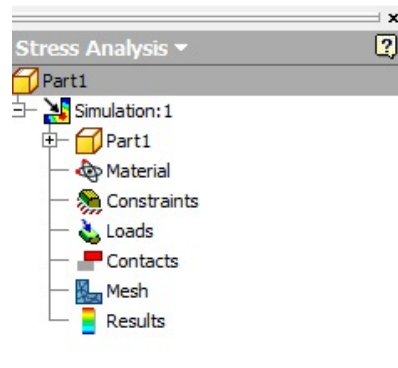 Stress Analysis
Part1
Simulation:1
Part1
Material
Constraints
Loads
Contacts
Mesh
Results